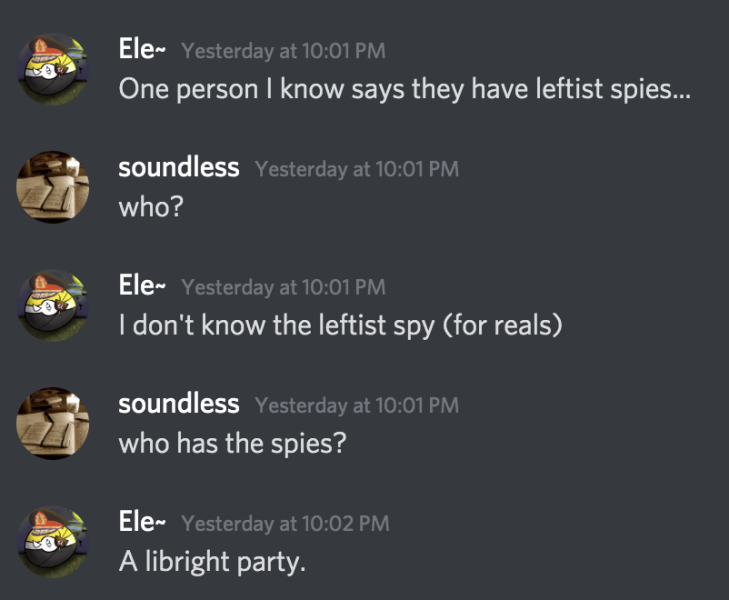 Ele~ Yesterday at 10:01 PM
One person I know says they have leftist spies...
soundless Yesterday at 10:01 PM
who?
Ele~ Yesterday at 10:01 PM
I don't know the leftist spy (for reals)
soundless Yesterday at 10:01 PM
who has the spies?
Ele~ Yesterday at 10:02 PM
A libright party.